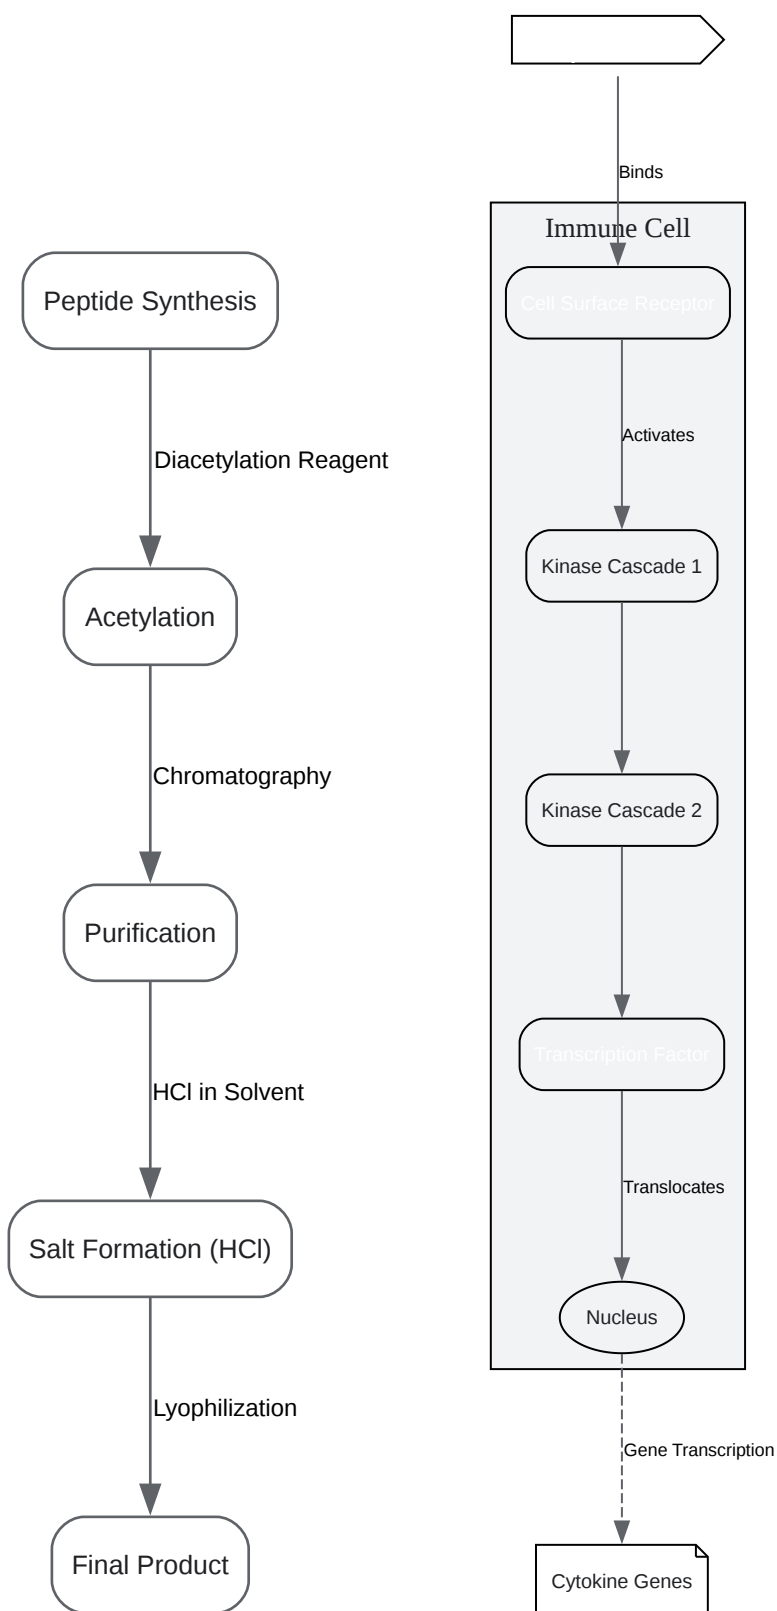 Peptide Synthesis
Diacetylation Reagent
Acetylation
Chromatography
Purification
HCl in Solvent
Salt Formation (HCl)
Lyophilization
Final Product
Binds
Immune Cell
Cell Surface Receptor
Activates
Kinase Cascade 1
Kinase Cascade 2
Transcription Factor
Translocates
Nucleus
Gene Transcription
Cytokine Genes